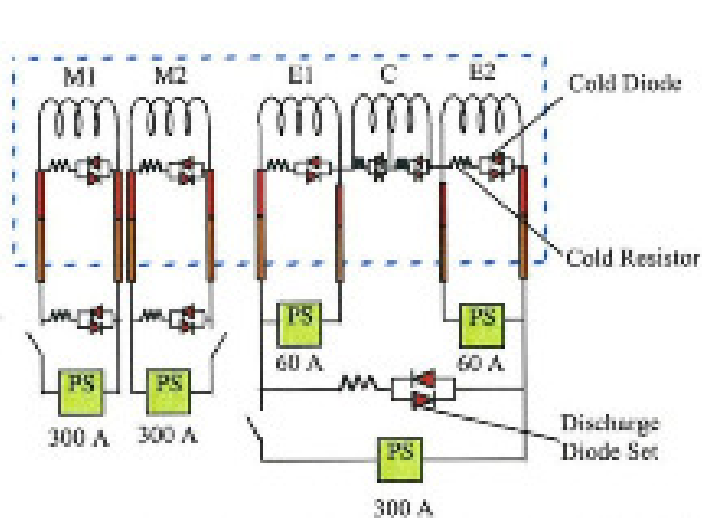 M1
M2
E1
C
E2
Cold Diode
Cold Resistor
PS
60 A
PS
60 A
PS
300 A
PS
300 A
Discharge
Diode Set
PS
300 A